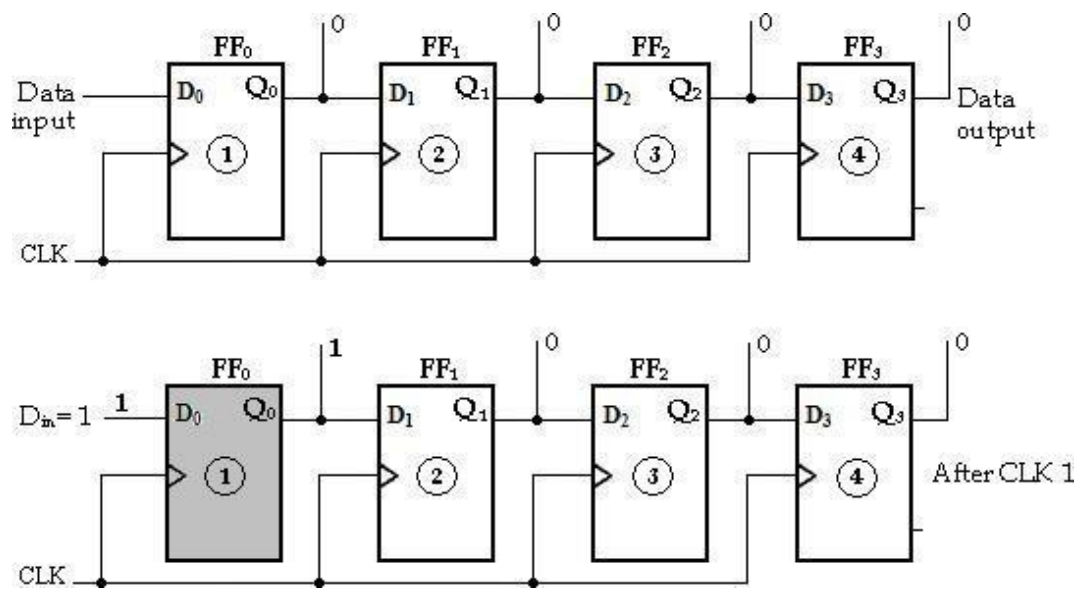 0 0 0 0
FF₀ FF₁ FF₂ FF₃
Data input
D₀ Q₀ D₁ Q₁ D₂ Q₂ D₃ Q₃
Data output
1 2 3 4
CLK
1 0 0 0
FF₀ FF₁ FF₂ FF₃
Dᵢₙ= 1 1
D₀ Q₀ D₁ Q₁ D₂ Q₂ D₃ Q₃
1 2 3 4
After CLK 1
CLK